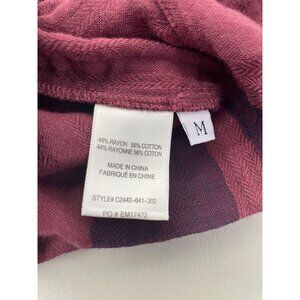 44% RAYON 56% COTTON
44% RAYONNE 56% COTON
MADE IN CHINA
FABRIQUÉ EN CHINE
STYLE# C2442-641-302
PO # EM17472
M